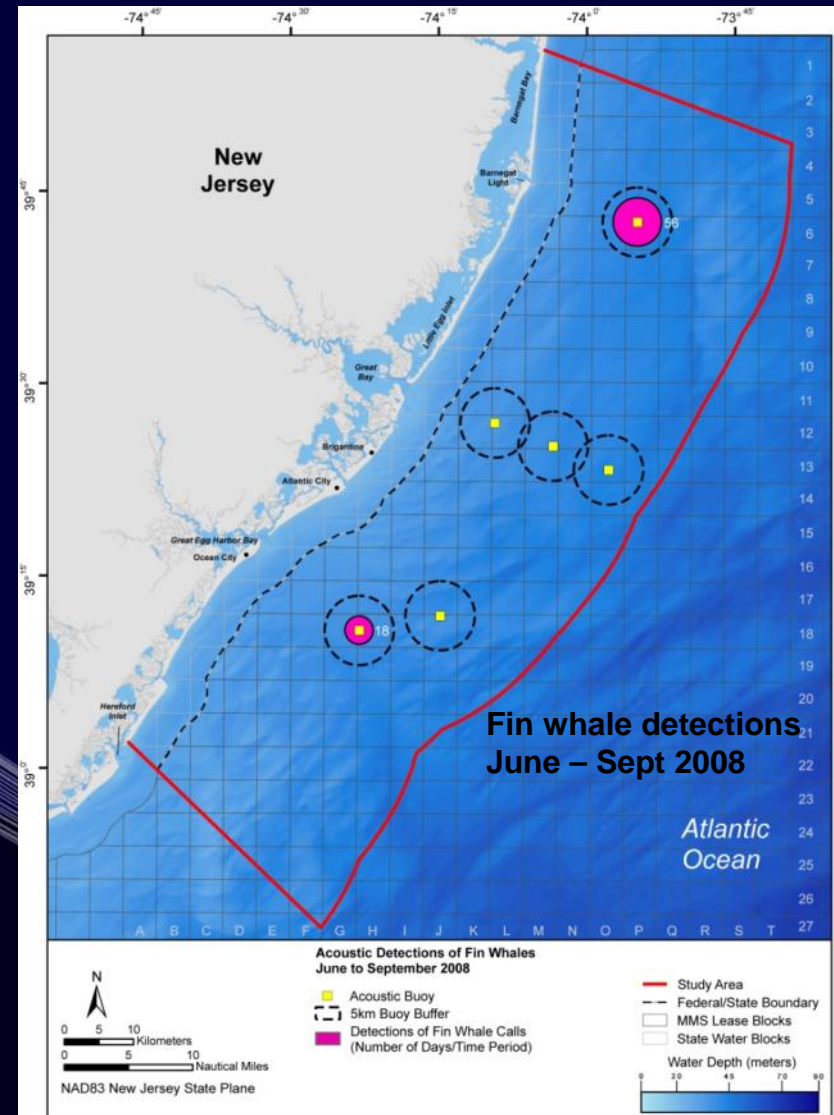 -74°45'
-74°30'
-74°15'
-74°0'
-73°45'
39°45'
39°30'
39°15'
39°0'
New
Jersey
Barnegat Bay
Barnegat
Light
Little Egg Inlet
Great
Bay
Brigantine
Atlantic City
Great Egg Harbor Bay
Ocean City
Hereford
Inlet
56
18
1
2
3
4
5
6
7
8
9
10
11
12
13
14
15
16
17
18
19
20
21
22
23
24
25
26
27
Fin whale detections
June – Sept 2008
Atlantic
Ocean
A B C D E F G H I J K L M N O P Q R S T
N
0 5 10
Kilometers
0 5 10
Nautical Miles
NAD83 New Jersey State Plane
Acoustic Detections of Fin Whales
June to September 2008
Acoustic Buoy
5km Buoy Buffer
Detections of Fin Whale Calls
(Number of Days/Time Period)
Study Area
Federal/State Boundary
MMS Lease Blocks
State Water Blocks
Water Depth (meters)
0 20 45 70 90